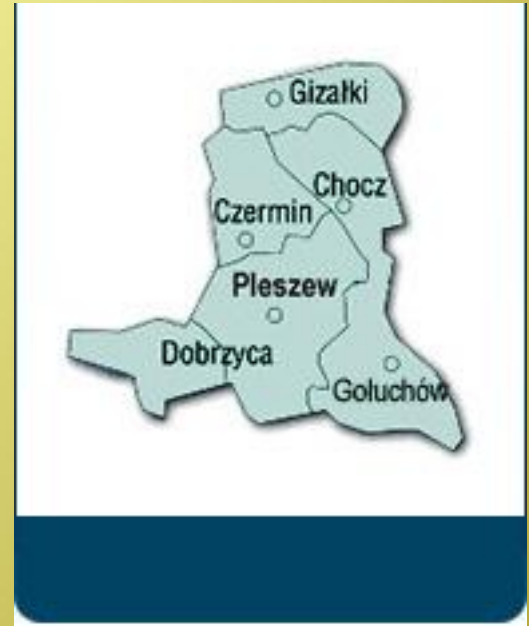 Gizałki
Chocz
Czermin
Pleszew
Dobrzyca
Gołuchów